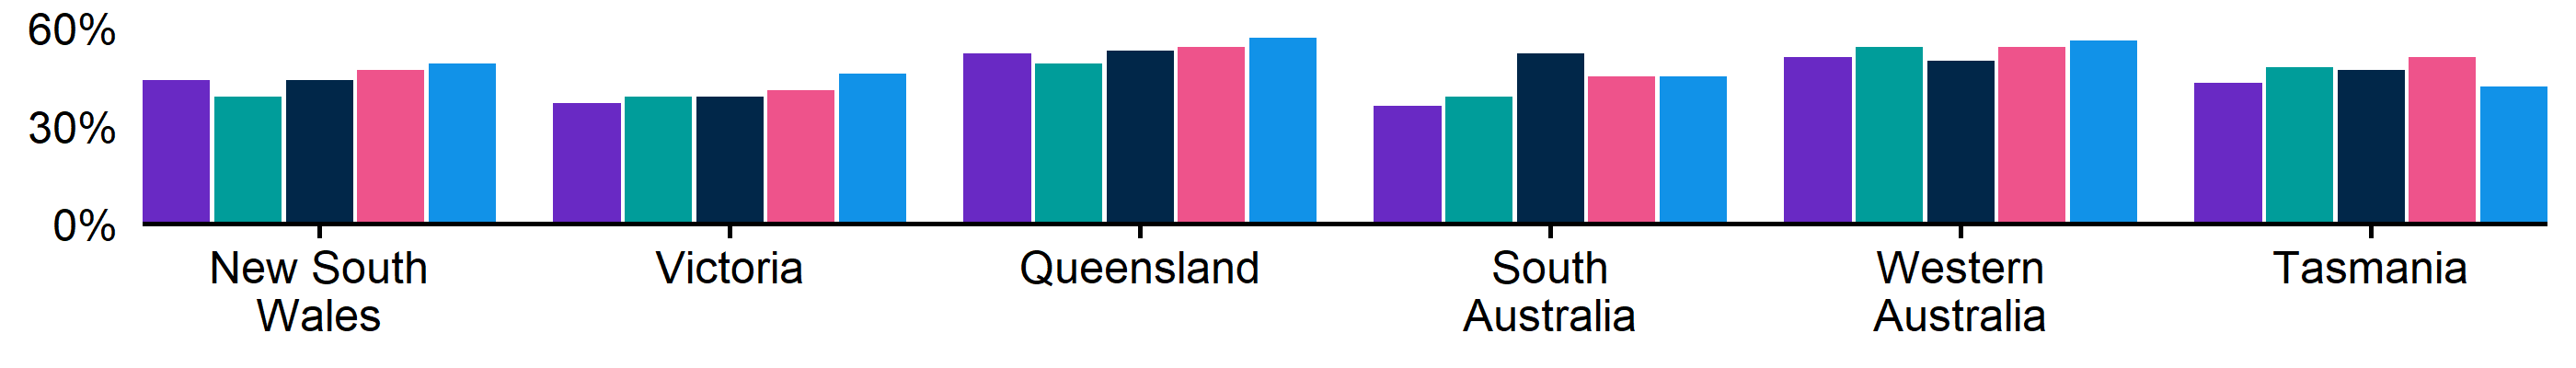 60%
30%
0%
New South
Wales
Victoria
Queensland
South
Australia
Western
Australia
Tasmania